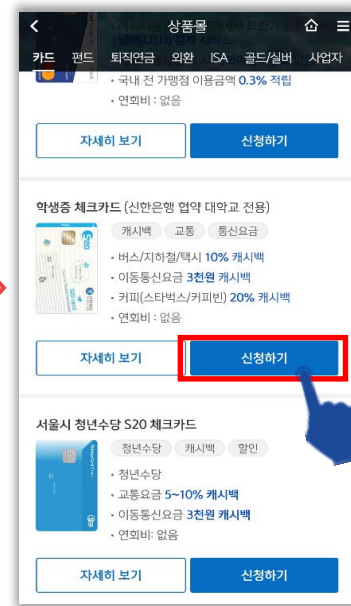 상품몰
카드 펀드 퇴직연금 외환 ISA 골드/실버 사업자
• 국내 전 가맹점 이용금액 0.3% 적립
• 연회비 : 없음
자세히 보기 신청하기
학생증 체크카드 (신한은행 협약 대학교 전용)
캐시백 교통 통신요금
• 버스/지하철/택시 10% 캐시백
• 이동통신요금 3천원 캐시백
• 커피(스타벅스/커피빈) 20% 캐시백
• 연회비 : 없음
자세히 보기 신청하기
서울시 청년수당 S20 체크카드
청년수당 캐시백 할인
• 청년수당
• 교통요금 5~10% 캐시백
• 이동통신요금 3천원 캐시백
• 연회비: 없음
자세히 보기 신청하기